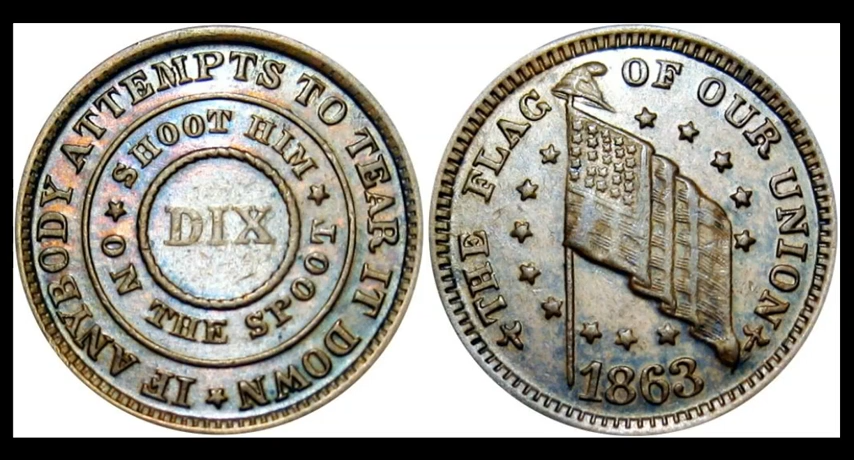 IF ANYBODY ATTEMPTS TO TEAR IT DOWN
SHOOT HIM
ON THE SPOOT
DIX
THE FLAG OF OUR UNION
1863